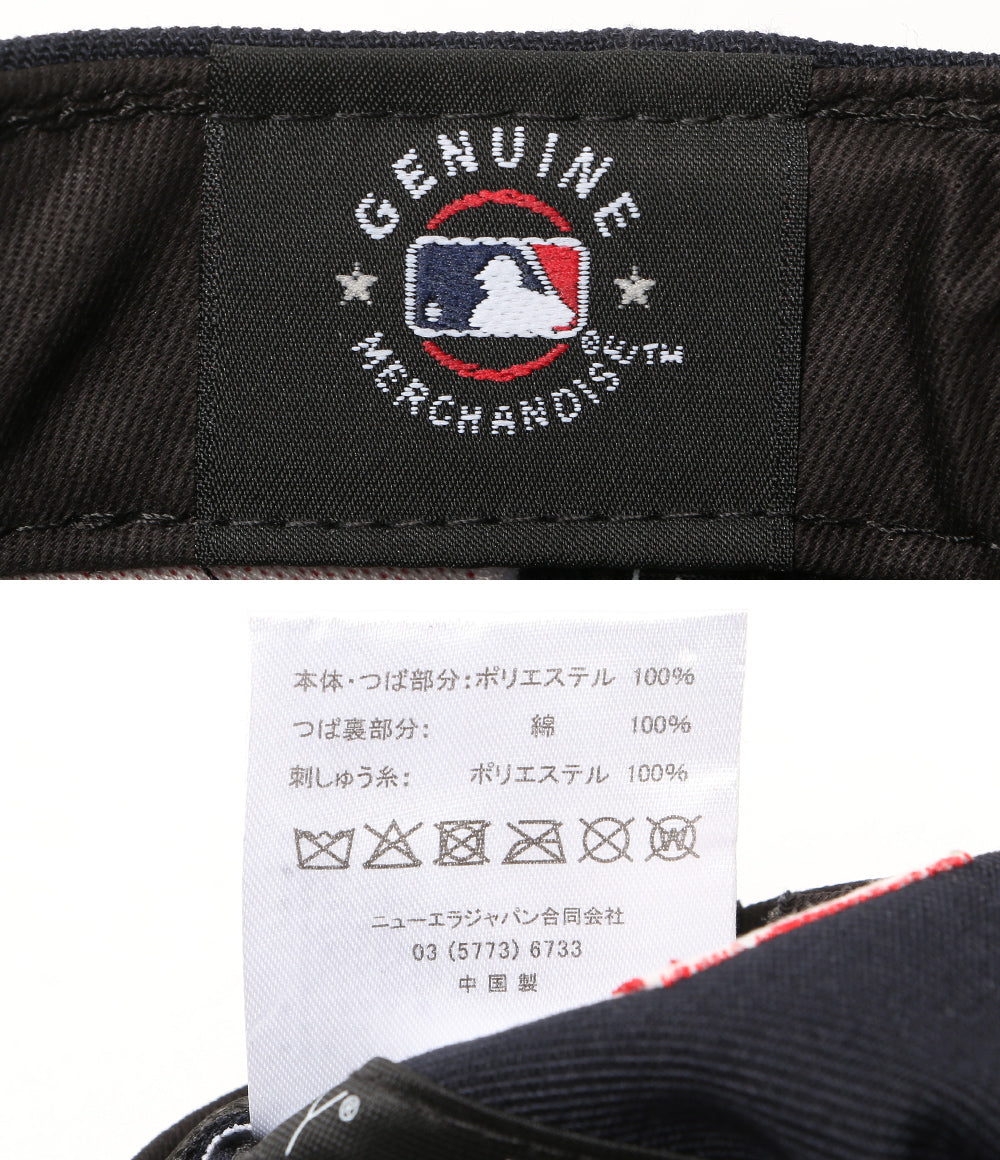 GENUINE
MERCHANDISE TM
本体・つば部分:ポリエステル 100%
つば裏部分: 綿 100%
刺しゅう糸: ポリエステル 100%
W
ニューエラジャパン合同会社
03 (5773) 6733
中国製
®